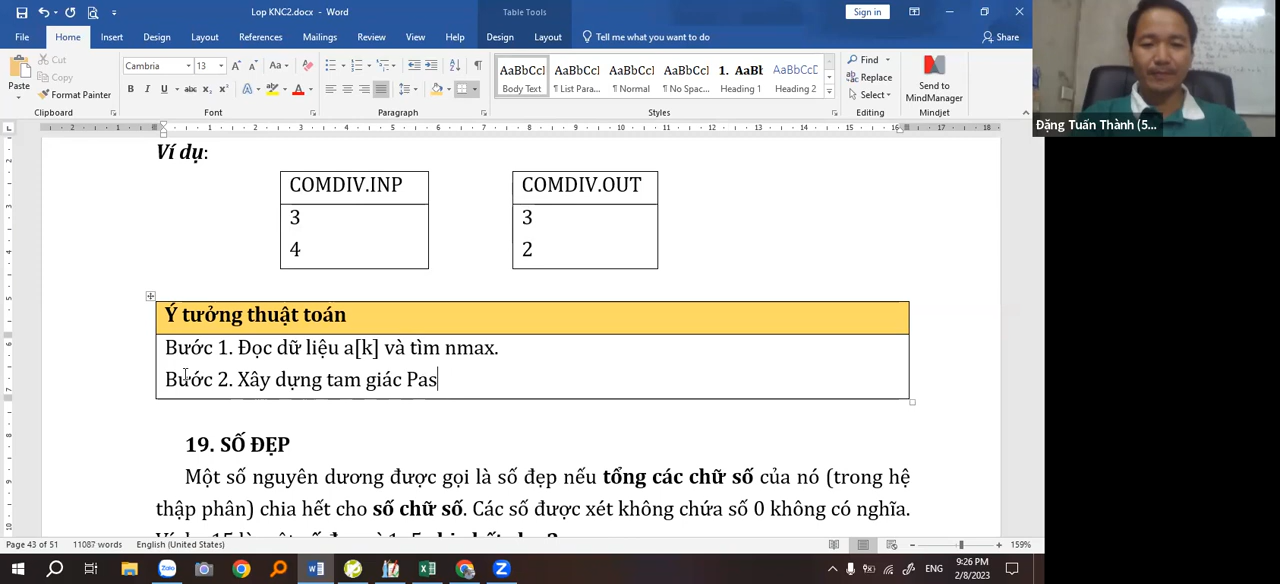 Lop KNC2.docx - Word
Table Tools
Sign in
File Home Insert Design Layout References Mailings Review View Help Design Layout Tell me what you want to do Share
Paste
Cut
Copy
Format Painter
Clipboard
Cambria 13
Font
Paragraph
AaBbCcl AaBbCcl AaBbCcl AaBbCcl 1. AaBb AaBbCcL
Body Text ¶ List Para... ¶ Normal ¶ No Spac... Heading 1 Heading 2
Styles
Find
Replace
Select
Editing
Send to
MindManager
Mindjet
Đặng Tuấn Thành (5...
Ví dụ:
COMDIV.INP COMDIV.OUT
3 3
4 2
Ý tưởng thuật toán
Bước 1. Đọc dữ liệu a[k] và tìm nmax.
Bước 2. Xây dựng tam giác Pas
19. SỐ ĐẸP
Một số nguyên dương được gọi là số đẹp nếu tổng các chữ số của nó (trong hệ
thập phân) chia hết cho số chữ số. Các số được xét không chứa số 0 không có nghĩa.
Page 43 of 51 11087 words English (United States) 159%
ENG
9:26 PM
2/8/2023